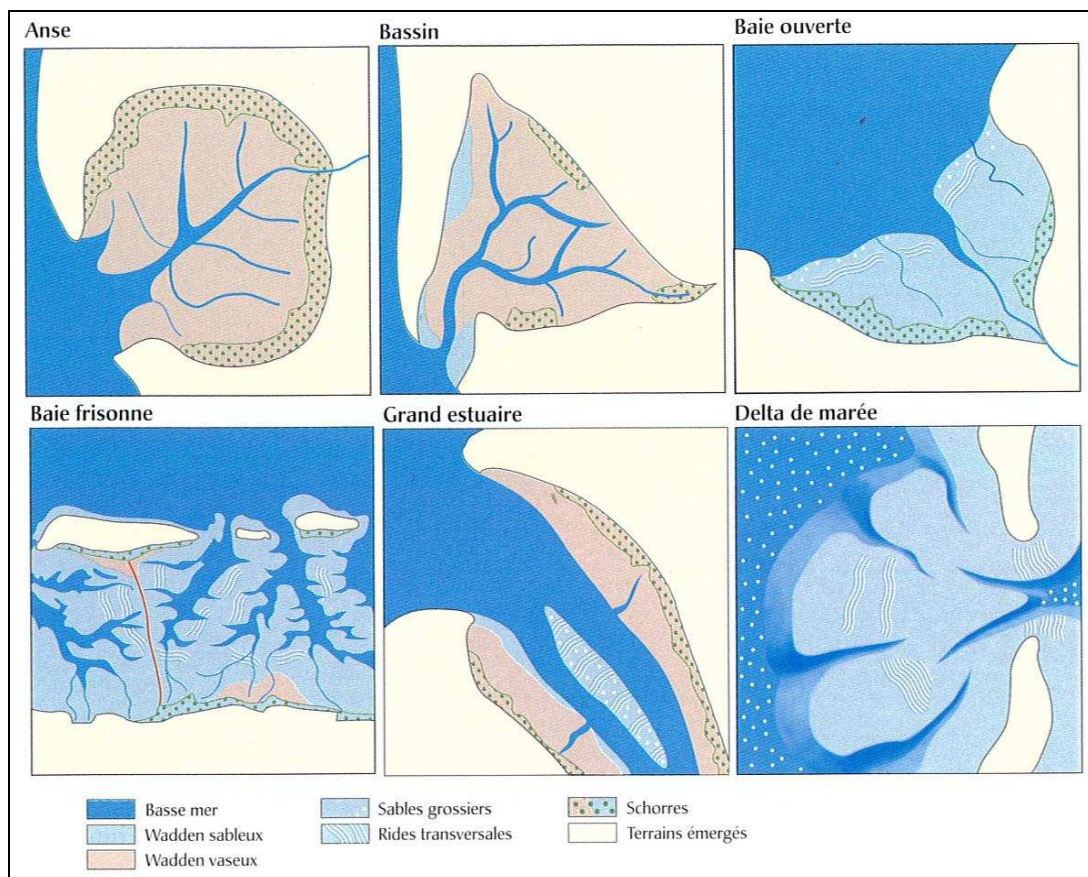 Anse
Bassin
Baie ouverte
Baie frisonne
Grand estuaire
Delta de marée
Basse mer
Wadden sableux
Wadden vaseux
Sables grossiers
Rides transversales
Schorres
Terrains émergés